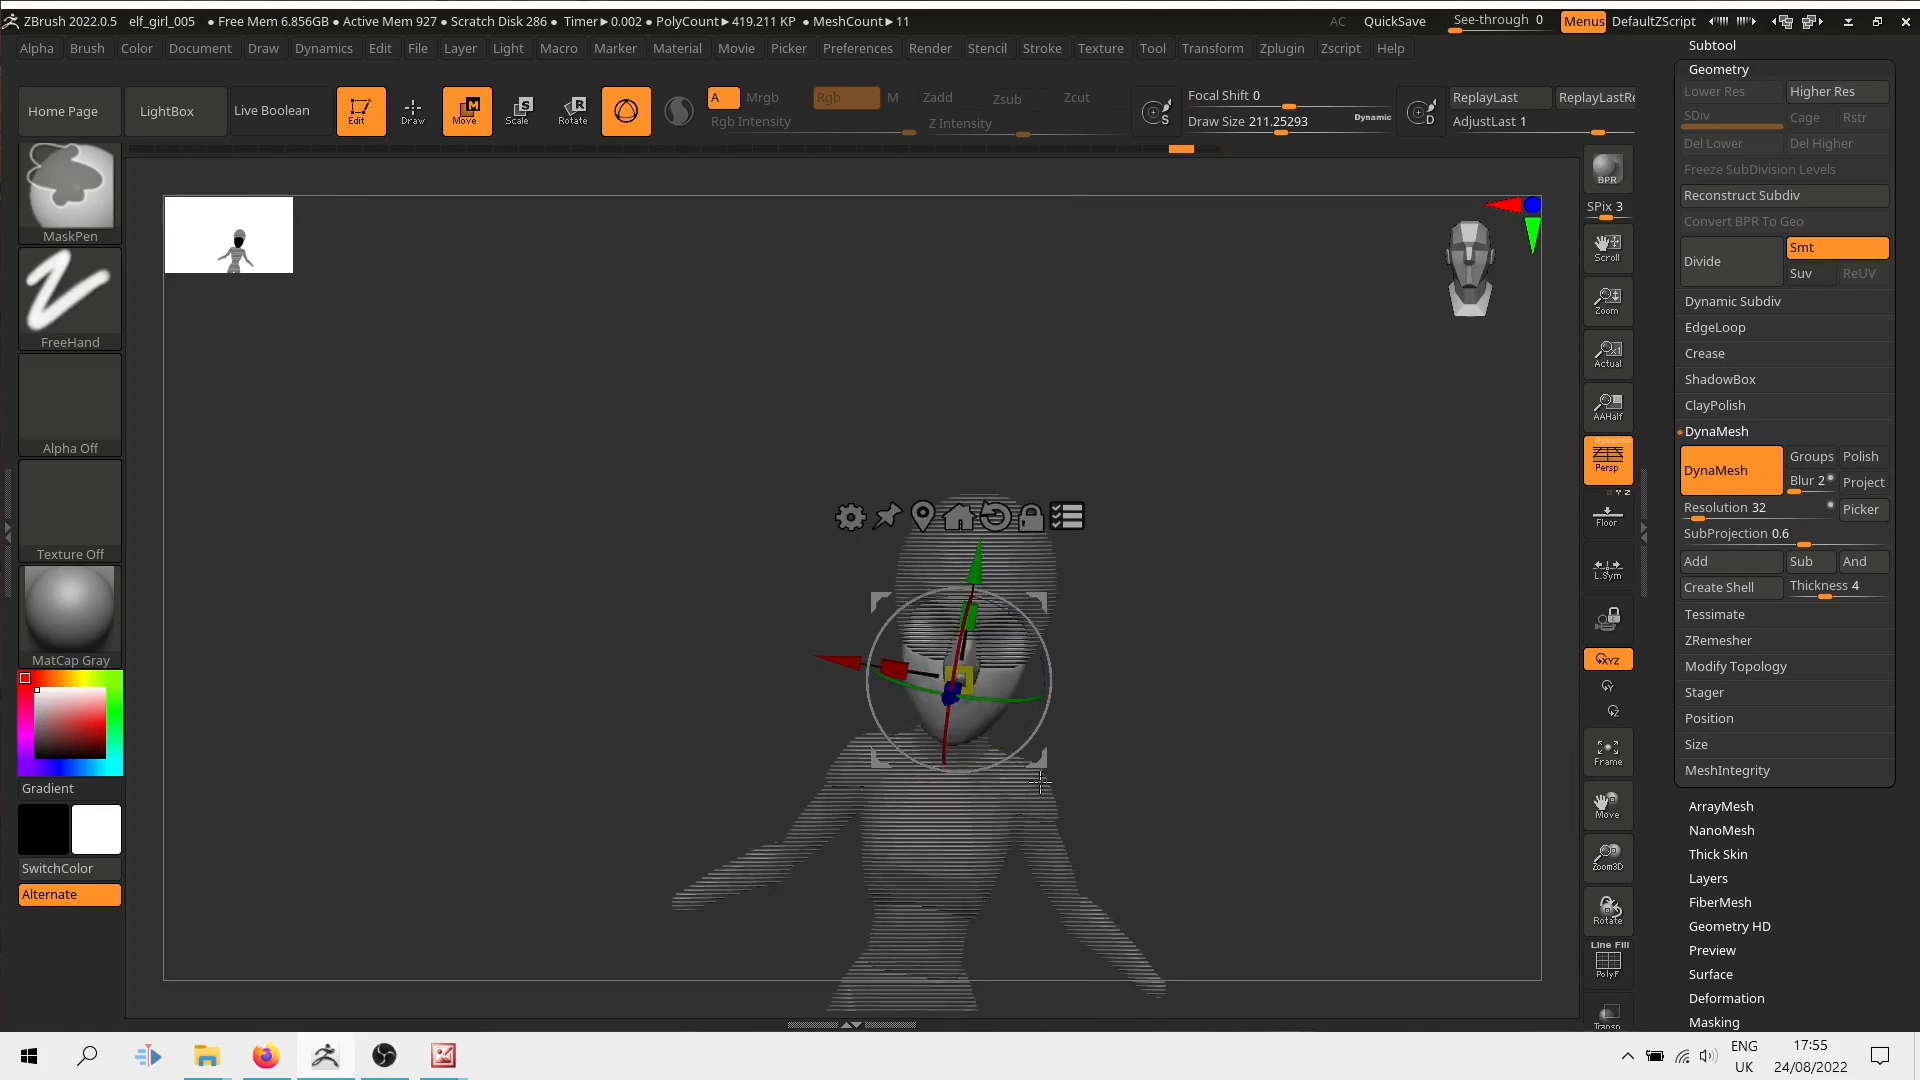 ZBrush 2022.0.5 elf_girl_005 ● Free Mem 6.856GB ● Active Mem 927 ● Scratch Disk 286 ● Timer►0.002 ● PolyCount►419.211 KP ● MeshCount►11 AC QuickSave See-through 0 Menus DefaultZScript
Alpha Brush Color Document Draw Dynamics Edit File Layer Light Macro Marker Material Movie Picker Preferences Render Stencil Stroke Texture Tool Transform Zplugin Zscript Help
Home Page LightBox Live Boolean Edit Draw Move Scale Rotate
A Mrgb Rgb M Zadd Zsub Zcut
Rgb Intensity Z Intensity
Focal Shift 0
Draw Size 211.25293 Dynamic
ReplayLast ReplayLastRe
AdjustLast 1
MaskPen
FreeHand
Alpha Off
Texture Off
MatCap Gray
Gradient
SwitchColor
Alternate
BPR
SPix 3
Scroll
Zoom
Actual
AAHalf
Dynamic
Persp
Floor
L.Sym
XYZ
Frame
Move
Zoom3D
Rotate
Line Fill
PolyF
Transp
Subtool
Geometry
Lower Res Higher Res
SDiv Cage Rstr
Del Lower Del Higher
Freeze SubDivision Levels
Reconstruct Subdiv
Convert BPR To Geo
Divide Smt
Suv ReUV
Dynamic Subdiv
EdgeLoop
Crease
ShadowBox
ClayPolish
DynaMesh
DynaMesh Groups Polish
Blur 2 Project
Resolution 32 Picker
SubProjection 0.6
Add Sub And
Create Shell Thickness 4
Tessimate
ZRemesher
Modify Topology
Stager
Position
Size
MeshIntegrity
ArrayMesh
NanoMesh
Thick Skin
Layers
FiberMesh
Geometry HD
Preview
Surface
Deformation
Masking
ENG
UK
17:55
24/08/2022